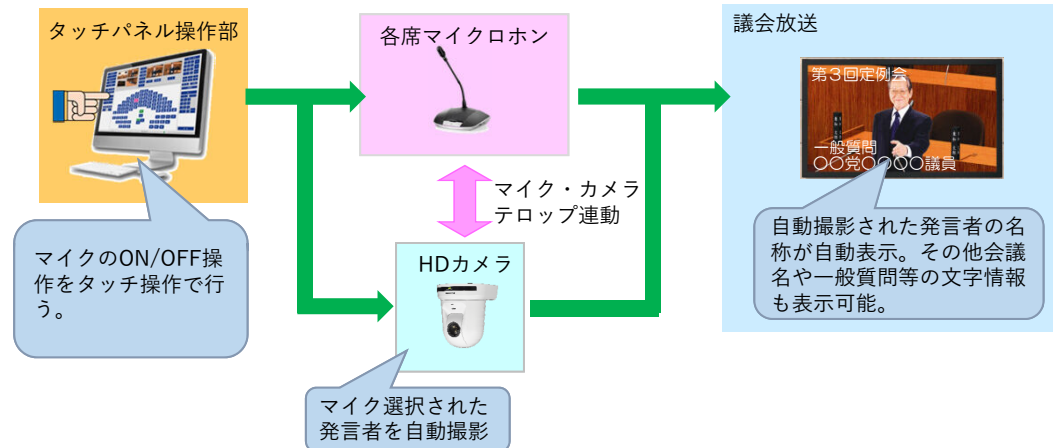 タッチパネル操作部
マイクのON/OFF操
作をタッチ操作で行
う。
各席マイクロホン
マイク・カメラ
テロップ連動
HDカメラ
マイク選択された
発言者を自動撮影
議会放送
第３回定例会
一般質問
〇〇党〇〇〇〇議員
自動撮影された発言者の名
称が自動表示。その他会議
名や一般質問等の文字情報
も表示可能。